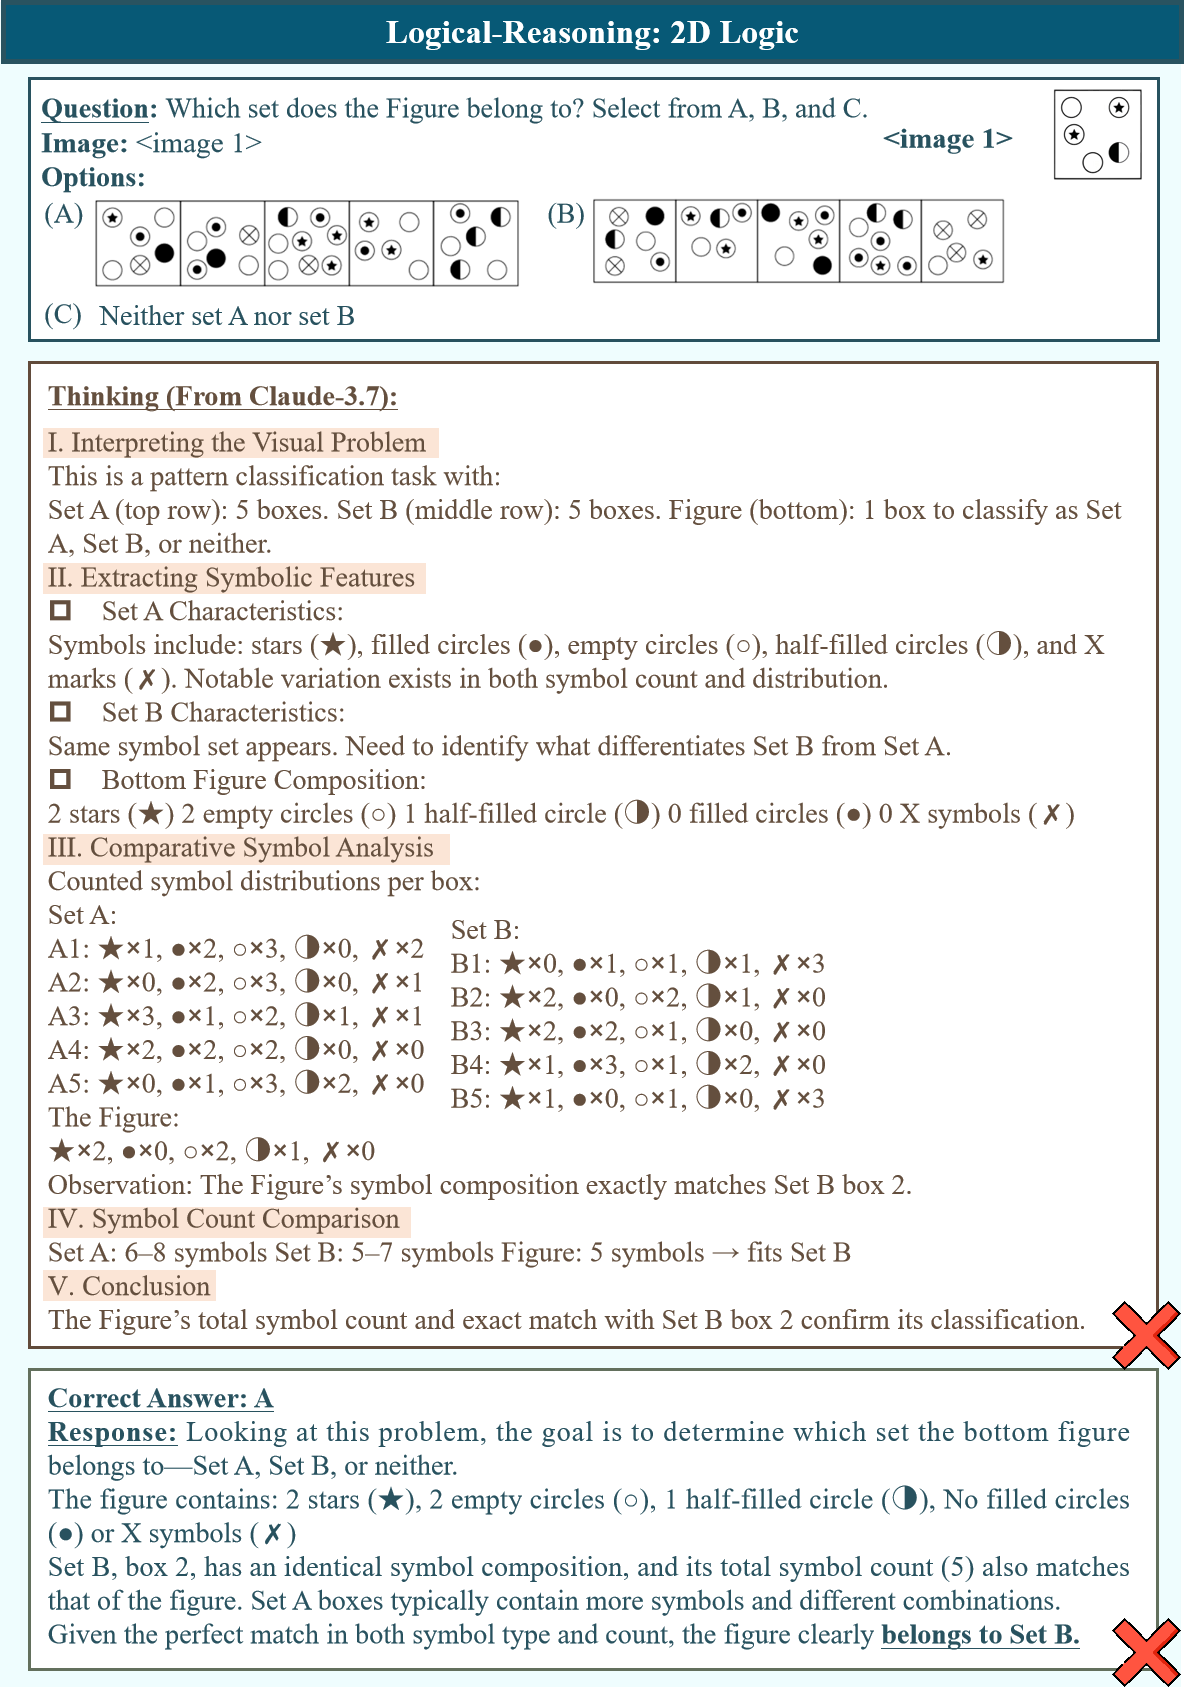 Logical-Reasoning: 2D Logic
Question: Which set does the Figure belong to? Select from A, B, and C.
Image: <image 1>
<image 1>
Options:
(A)
(B)
(C) Neither set A nor set B
Thinking (From Claude-3.7):
I. Interpreting the Visual Problem
This is a pattern classification task with:
Set A (top row): 5 boxes. Set B (middle row): 5 boxes. Figure (bottom): 1 box to classify as Set
A, Set B, or neither.
II. Extracting Symbolic Features
☐ Set A Characteristics:
Symbols include: stars (★), filled circles (●), empty circles (○), half-filled circles (◑), and X
marks (✗). Notable variation exists in both symbol count and distribution.
☐ Set B Characteristics:
Same symbol set appears. Need to identify what differentiates Set B from Set A.
☐ Bottom Figure Composition:
2 stars (★) 2 empty circles (○) 1 half-filled circle (◑) 0 filled circles (●) 0 X symbols (✗)
III. Comparative Symbol Analysis
Counted symbol distributions per box:
Set A:
A1: ★×1, ●×2, ○×3, ◑×0, ✗×2
A2: ★×0, ●×2, ○×3, ◑×0, ✗×1
A3: ★×3, ●×1, ○×2, ◑×1, ✗×1
A4: ★×2, ●×2, ○×2, ◑×0, ✗×0
A5: ★×0, ●×1, ○×3, ◑×2, ✗×0
Set B:
B1: ★×0, ●×1, ○×1, ◑×1, ✗×3
B2: ★×2, ●×0, ○×2, ◑×1, ✗×0
B3: ★×2, ●×2, ○×1, ◑×0, ✗×0
B4: ★×1, ●×3, ○×1, ◑×2, ✗×0
B5: ★×1, ●×0, ○×1, ◑×0, ✗×3
The Figure:
★×2, ●×0, ○×2, ◑×1, ✗×0
Observation: The Figure's symbol composition exactly matches Set B box 2.
IV. Symbol Count Comparison
Set A: 6–8 symbols Set B: 5–7 symbols Figure: 5 symbols → fits Set B
V. Conclusion
The Figure's total symbol count and exact match with Set B box 2 confirm its classification.
Correct Answer: A
Response: Looking at this problem, the goal is to determine which set the bottom figure
belongs to—Set A, Set B, or neither.
The figure contains: 2 stars (★), 2 empty circles (○), 1 half-filled circle (◑), No filled circles
(●) or X symbols (✗)
Set B, box 2, has an identical symbol composition, and its total symbol count (5) also matches
that of the figure. Set A boxes typically contain more symbols and different combinations.
Given the perfect match in both symbol type and count, the figure clearly belongs to Set B.